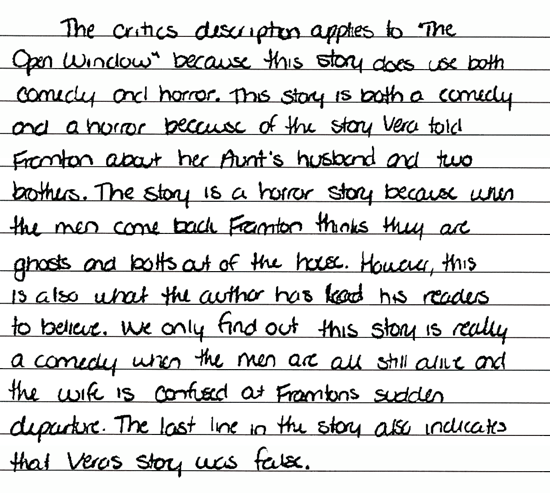 The critics description applies to "The
Open Window" because this story does use both
comedy and horror. This story is both a comedy
and a horror because of the story Vera told
Framton about her Aunt's husband and two
brothers. The story is a horror story because when
the men come back Framton thinks they are
ghosts and bolts out of the house. However, this
is also what the author has lead his readers
to believe. We only find out this story is really
a comedy when the men are all still alive and
the wife is confused at Framtons sudden
departure. The last line in the story also indicates
that Veras story was false.